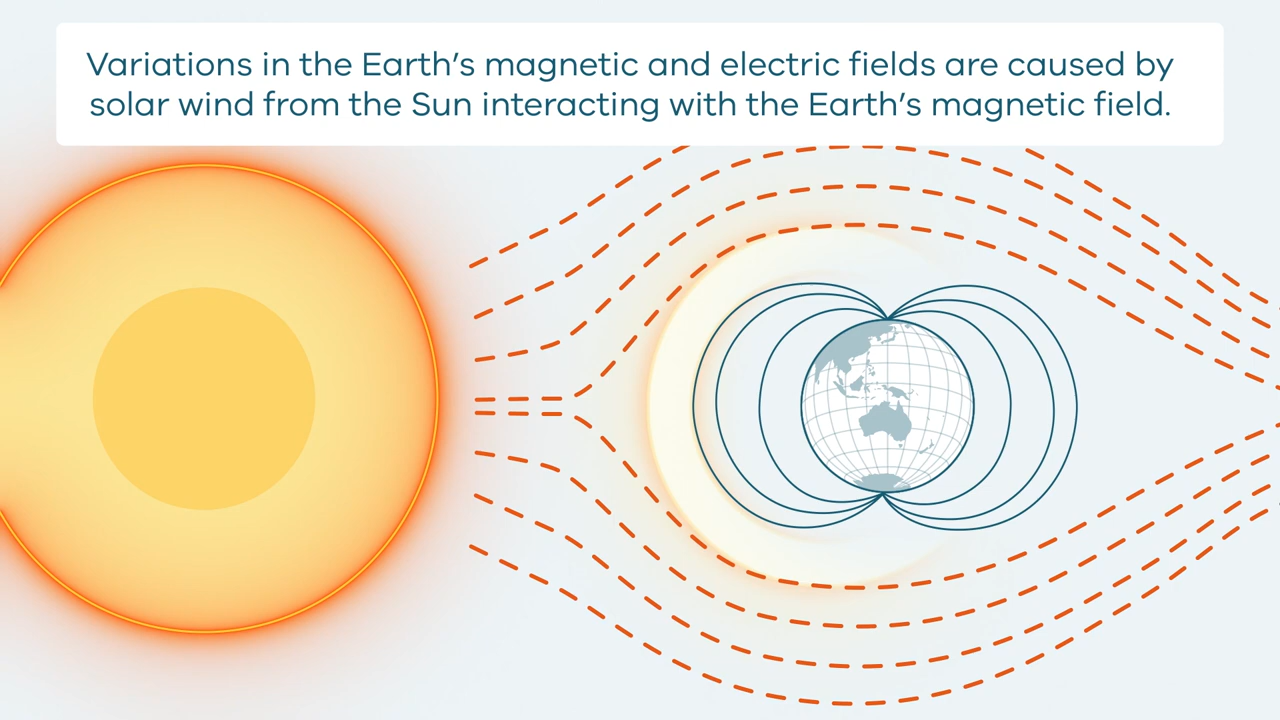 Variations in the Earth’s magnetic and electric fields are caused by
solar wind from the Sun interacting with the Earth’s magnetic field.